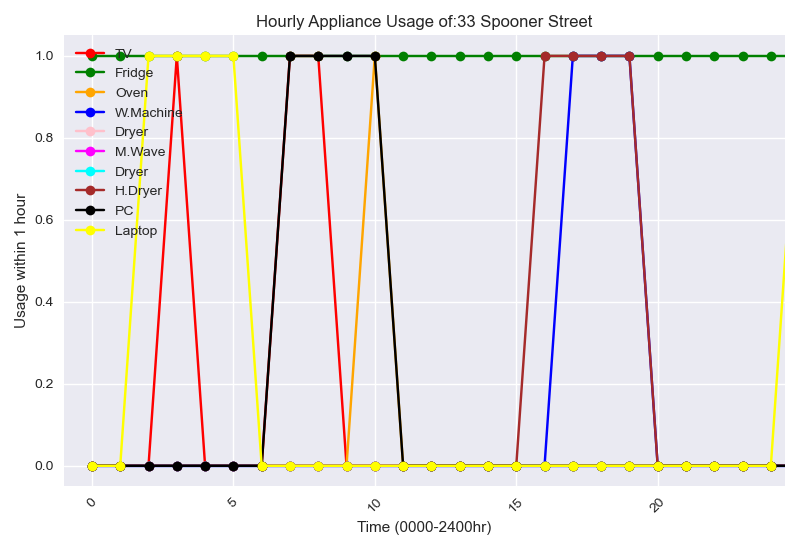 Hourly Appliance Usage of:33 Spooner Street
1.0
0.8
0.6
0.4
0.2
0.0
Usage within 1 hour
TV
Fridge
Oven
W.Machine
Dryer
M.Wave
Dryer
H.Dryer
PC
Laptop
0
5
10
15
20
Time (0000-2400hr)